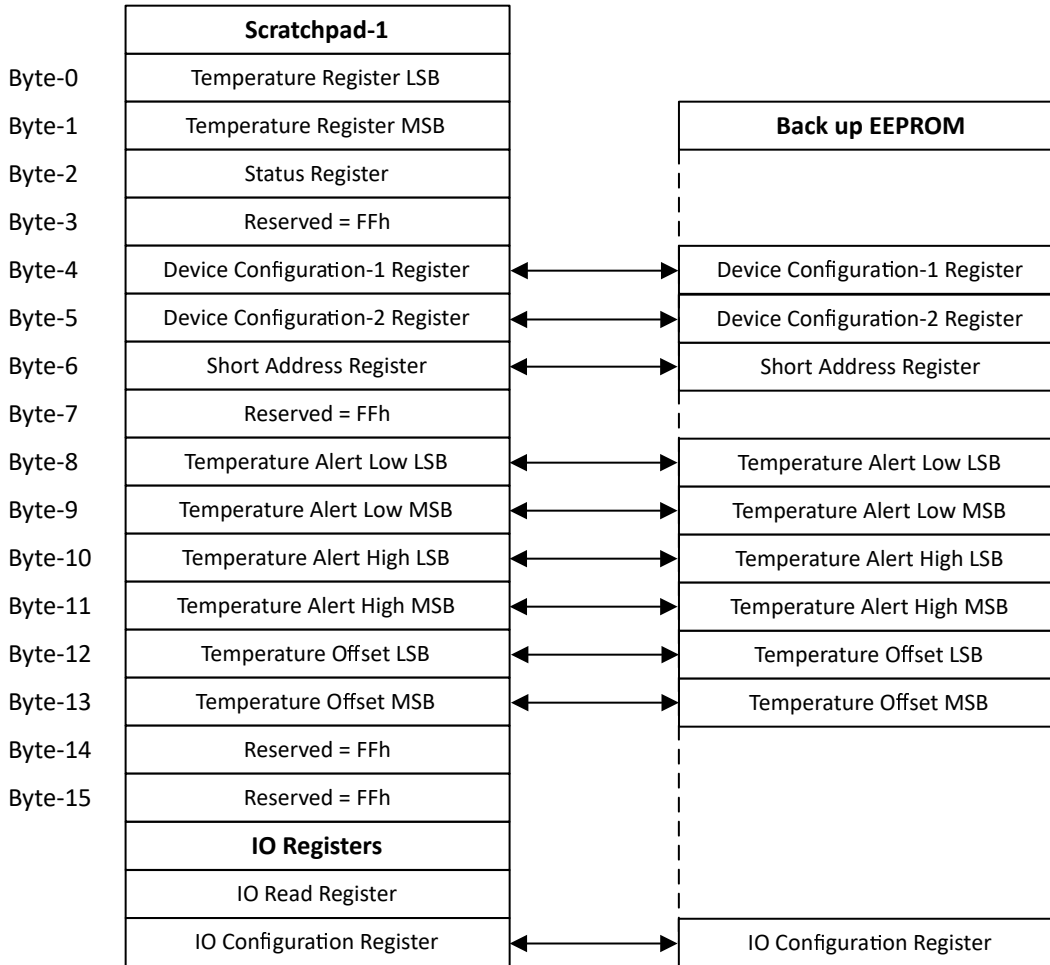 Scratchpad-1
Byte-0 Temperature Register LSB
Byte-1 Temperature Register MSB Back up EEPROM
Byte-2 Status Register
Byte-3 Reserved = FFh
Byte-4 Device Configuration-1 Register Device Configuration-1 Register
Byte-5 Device Configuration-2 Register Device Configuration-2 Register
Byte-6 Short Address Register Short Address Register
Byte-7 Reserved = FFh
Byte-8 Temperature Alert Low LSB Temperature Alert Low LSB
Byte-9 Temperature Alert Low MSB Temperature Alert Low MSB
Byte-10 Temperature Alert High LSB Temperature Alert High LSB
Byte-11 Temperature Alert High MSB Temperature Alert High MSB
Byte-12 Temperature Offset LSB Temperature Offset LSB
Byte-13 Temperature Offset MSB Temperature Offset MSB
Byte-14 Reserved = FFh
Byte-15 Reserved = FFh
IO Registers
IO Read Register
IO Configuration Register IO Configuration Register